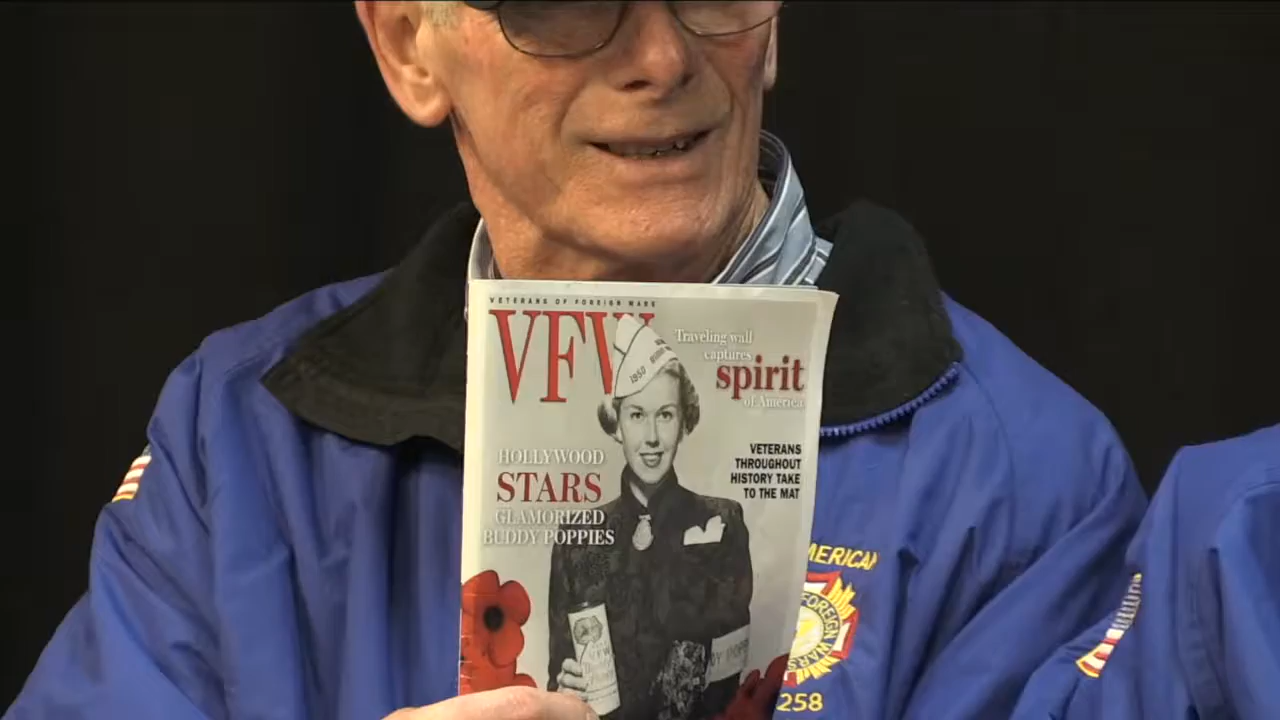 VETERANS OF FOREIGN WARS
VFW
1950
Traveling wall
captures
spirit
of America
HOLLYWOOD
STARS
GLAMORIZED
BUDDY POPPIES
VETERANS
THROUGHOUT
HISTORY TAKE
TO THE MAT
MERICAN
FOREIGN WARS
258